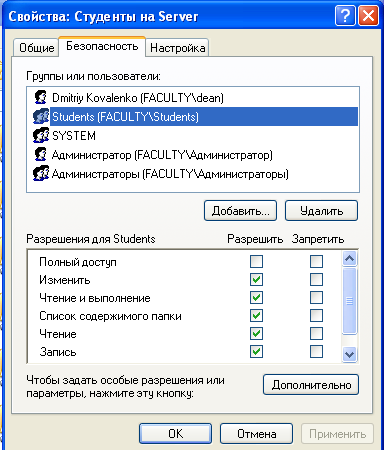 Свойства: Студенты на Server
Общие Безопасность Настройка
Группы или пользователи:
Dmitriy Kovalenko (FACULTY\dean)
Students (FACULTY\Students)
SYSTEM
Администратор (FACULTY\Администратор)
Администраторы (FACULTY\Администраторы)
Добавить... Удалить
Разрешения для Students Разрешить Запретить
Полный доступ
Изменить
Чтение и выполнение
Список содержимого папки
Чтение
Запись
Чтобы задать особые разрешения или
параметры, нажмите эту кнопку: Дополнительно
OK Отмена Применить